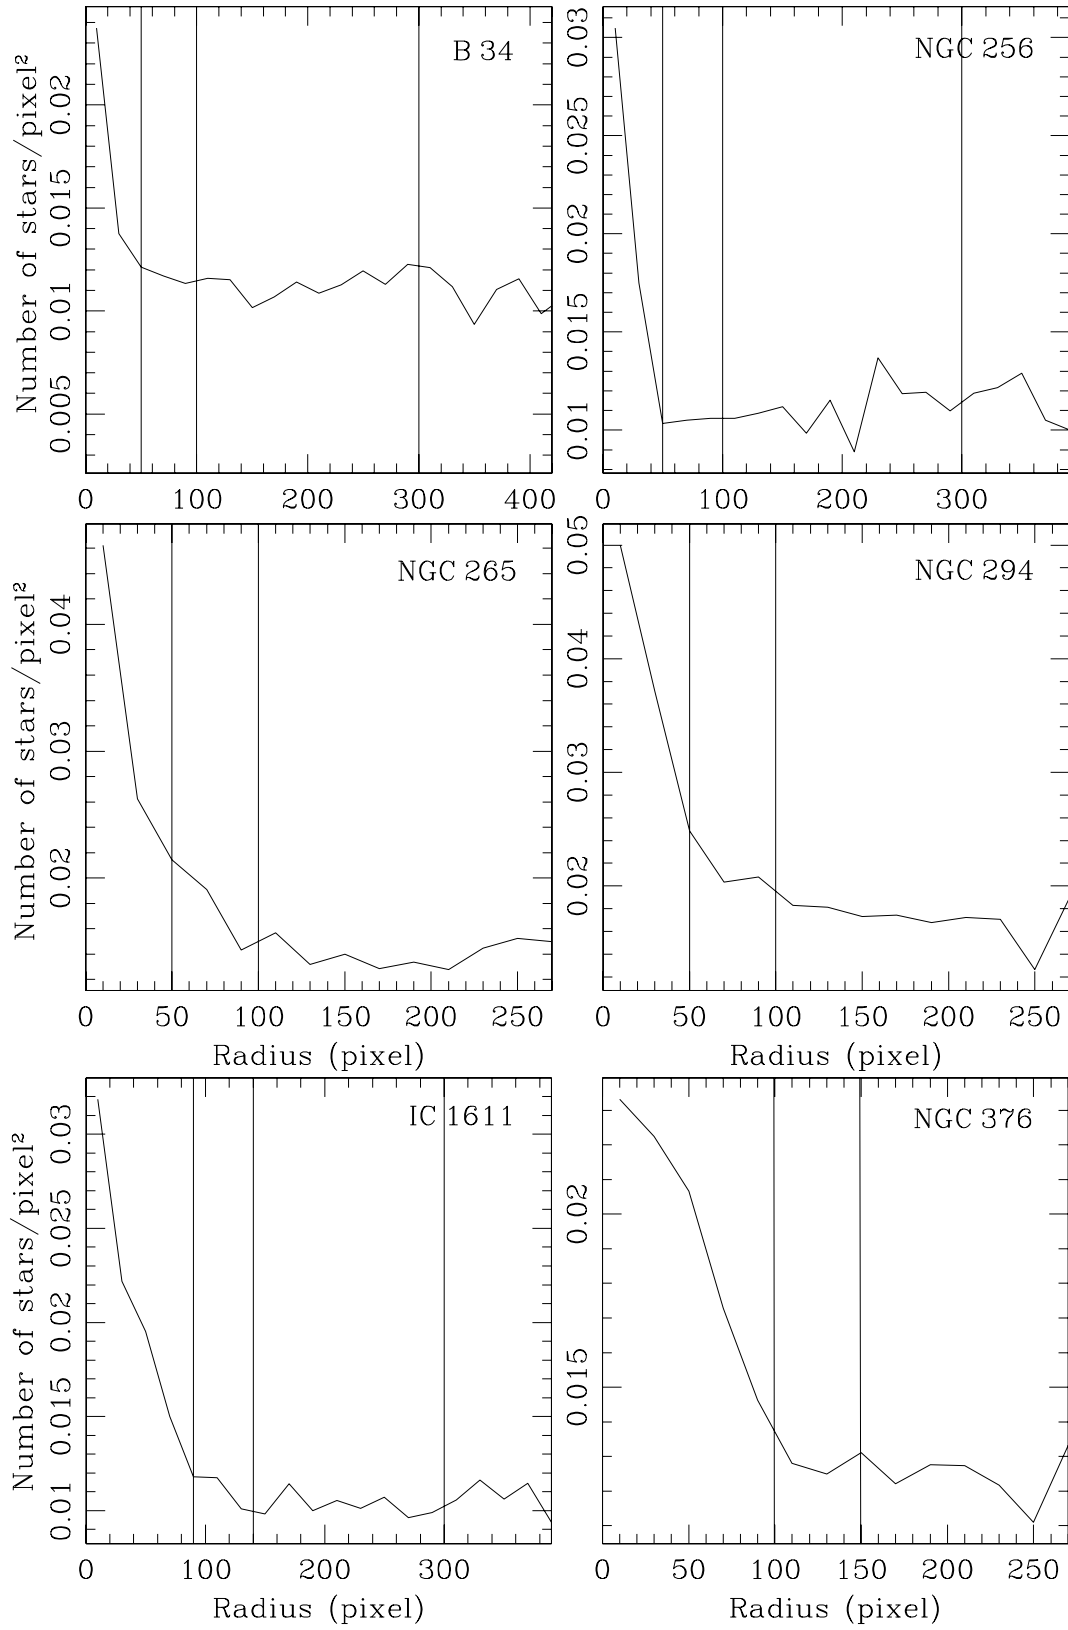 B 34
Number of stars/pixel²
0.02
0.015
0.01
0.005
0 100 200 300 400
NGC 256
0.03
0.025
0.02
0.015
0.01
0 100 200 300
NGC 265
Number of stars/pixel²
0.04
0.03
0.02
0 50 100 150 200 250
Radius (pixel)
NGC 294
0.05
0.04
0.03
0.02
0 50 100 150 200 250
Radius (pixel)
IC 1611
Number of stars/pixel²
0.03
0.025
0.02
0.015
0.01
0 100 200 300
Radius (pixel)
NGC 376
0.02
0.015
0 50 100 150 200 250
Radius (pixel)